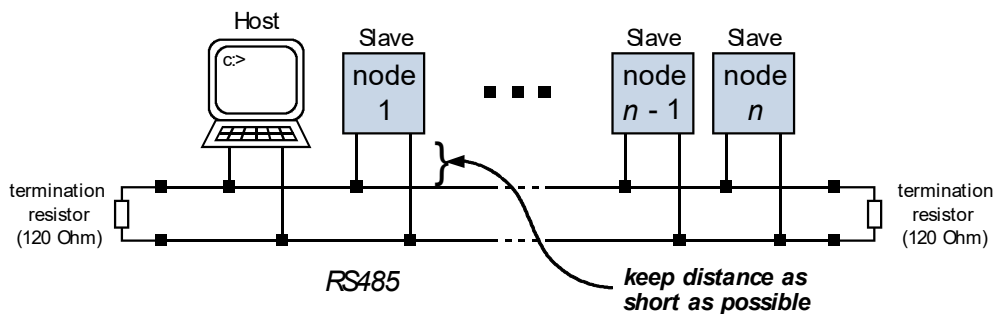 Host
c:>
Slave
node
1
Slave
node
n - 1
Slave
node
n
termination
resistor
(120 Ohm)
termination
resistor
(120 Ohm)
RS485
keep distance as
short as possible